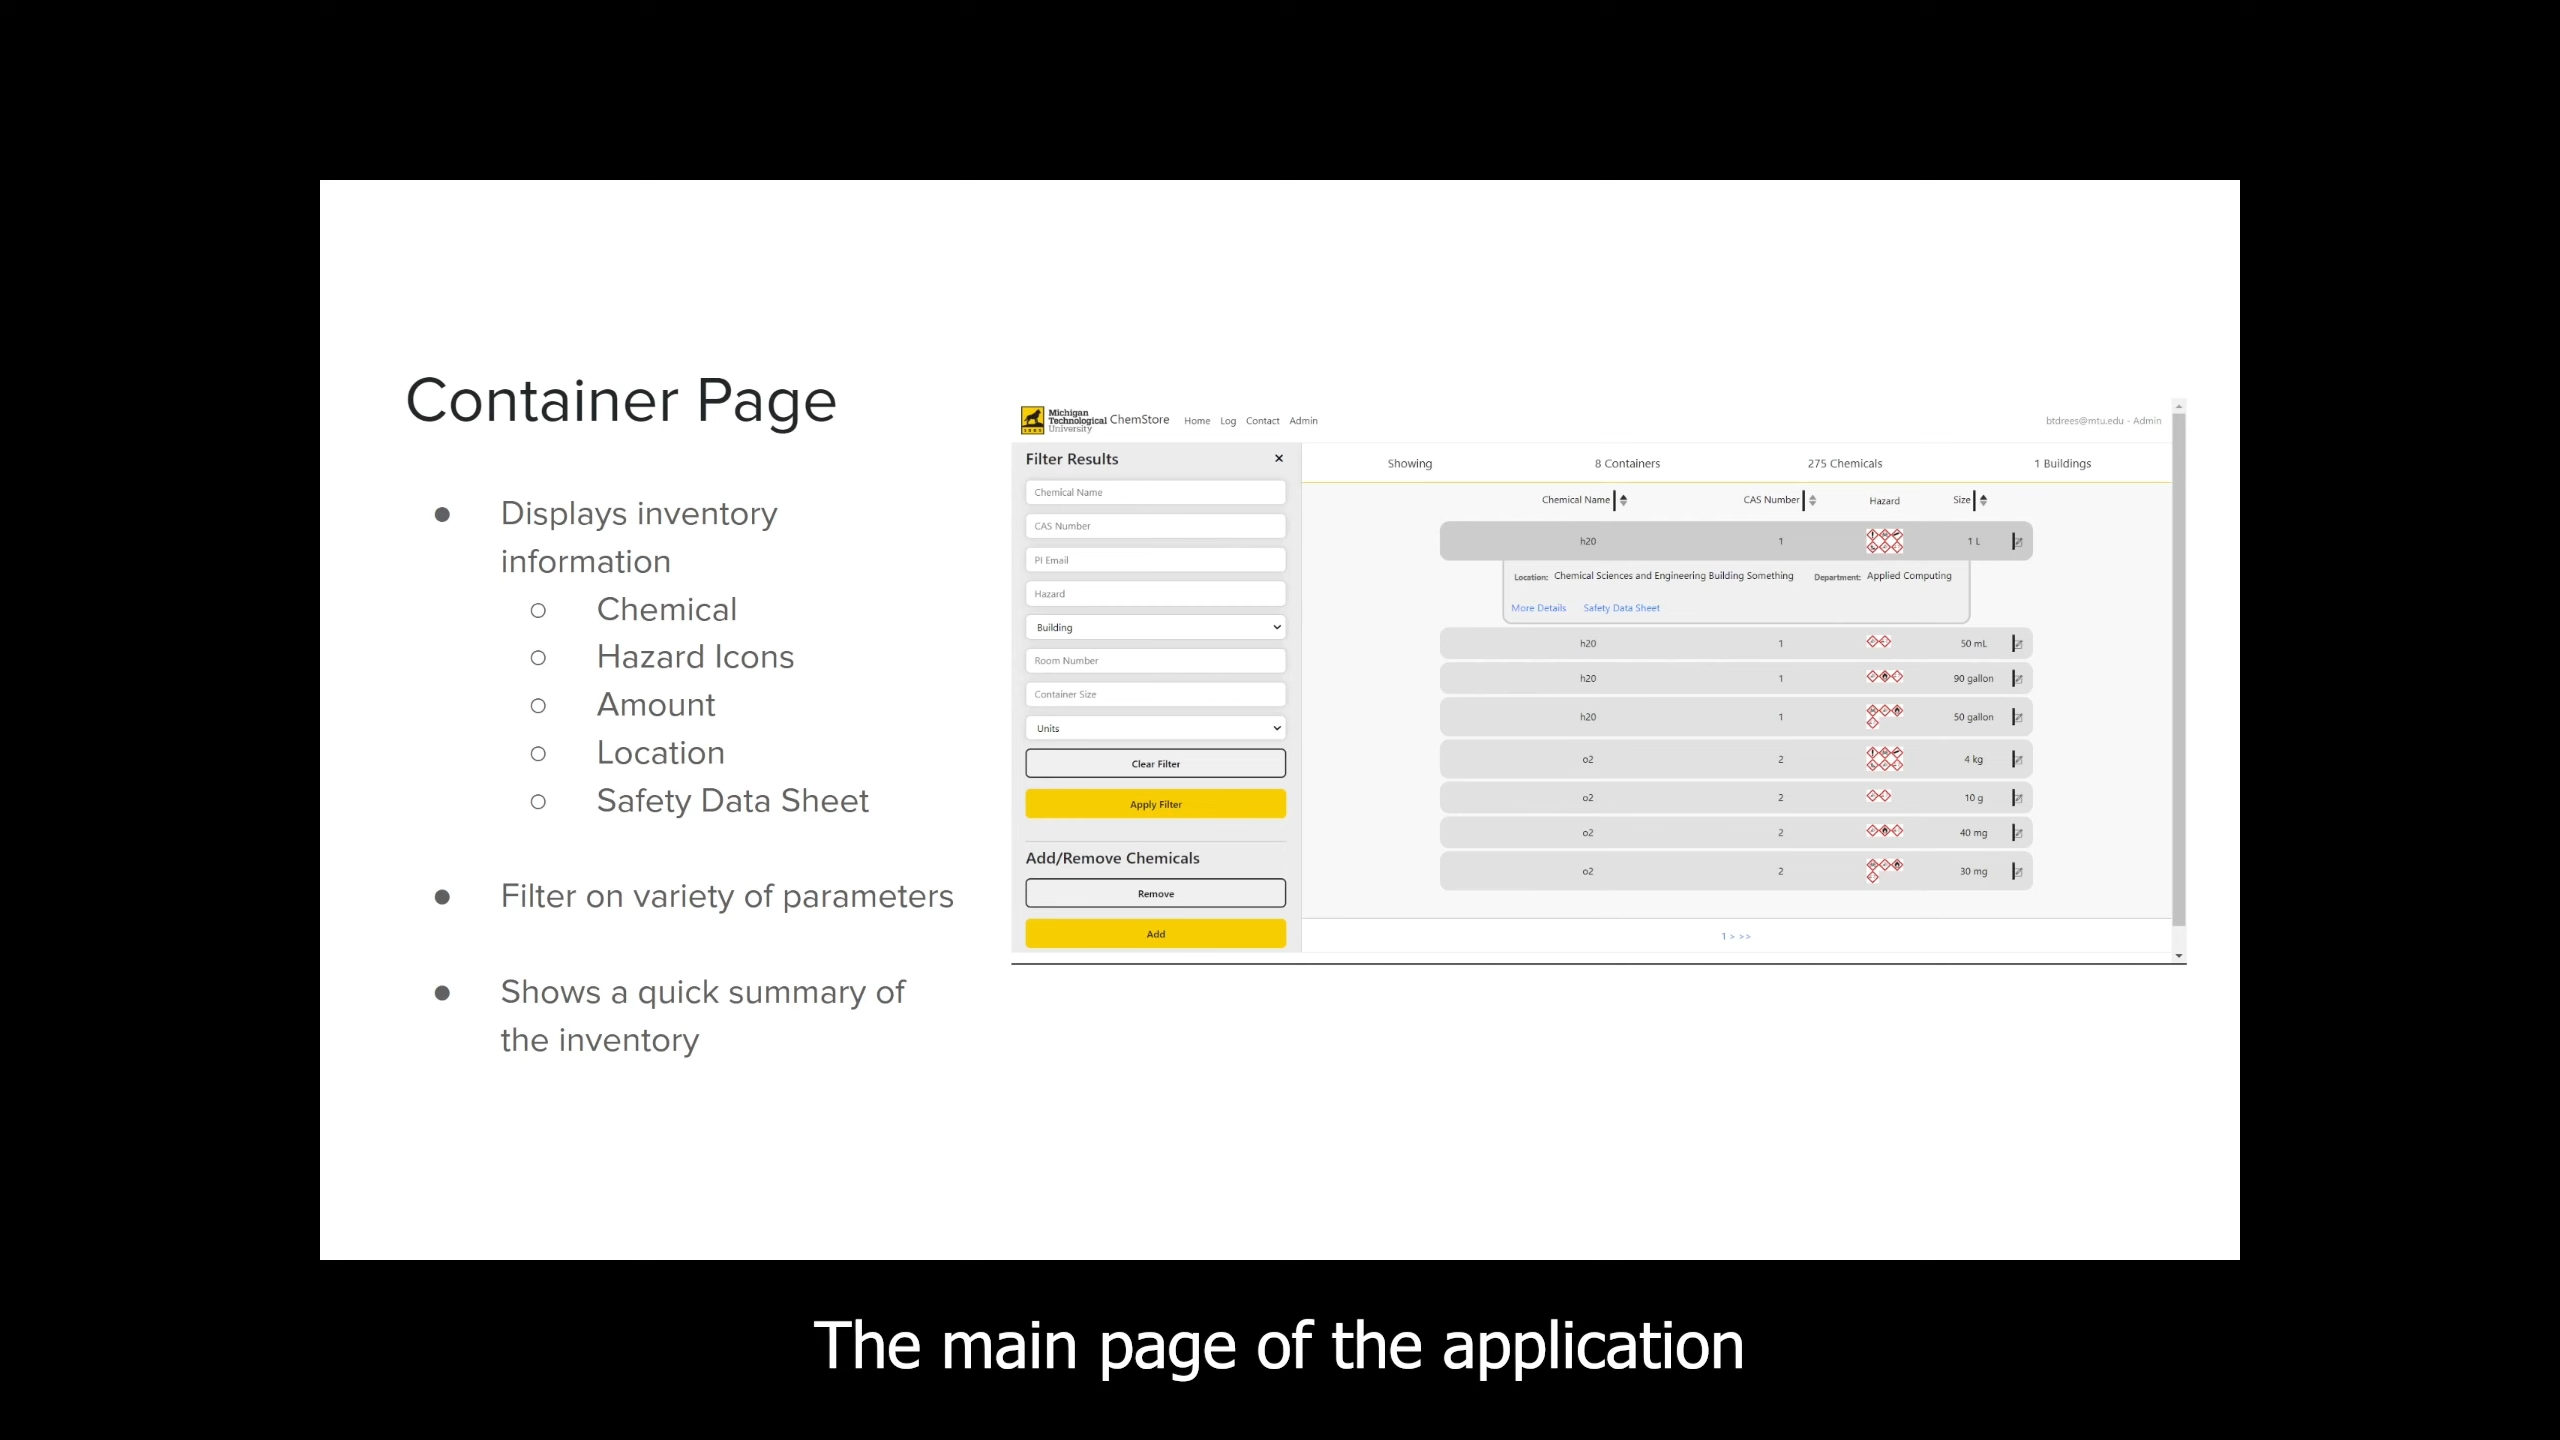 Container Page
● Displays inventory
information
○ Chemical
○ Hazard Icons
○ Amount
○ Location
○ Safety Data Sheet
● Filter on variety of parameters
● Shows a quick summary of
the inventory
Michigan
Technological
University
1885
ChemStore Home Log Contact Admin
btdrees@mtu.edu - Admin
Filter Results ×
Chemical Name
CAS Number
PI Email
Hazard
Building
Room Number
Container Size
Units
Clear Filter
Apply Filter
Add/Remove Chemicals
Remove
Add
Showing 8 Containers 275 Chemicals 1 Buildings
Chemical Name CAS Number Hazard Size
h20 1 1 L
Location: Chemical Sciences and Engineering Building Something Department: Applied Computing
More Details Safety Data Sheet
h20 1 50 mL
h20 1 90 gallon
h20 1 50 gallon
o2 2 4 kg
o2 2 10 g
o2 2 40 mg
o2 2 30 mg
1 > >>
The main page of the application